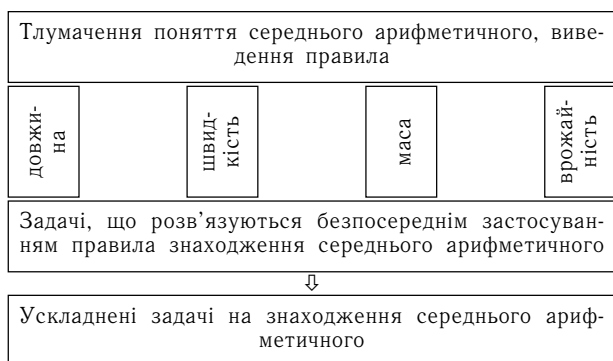 Тлумачення поняття середнього арифметичного, виве-
дення правила
довжи-
на
швид-
кість
маса
врожай-
ність
Задачі, що розв'язуються безпосереднім застосуван-
ням правила знаходження середнього арифметичного
⇩
Ускладнені задачі на знаходження середнього ариф-
метичного